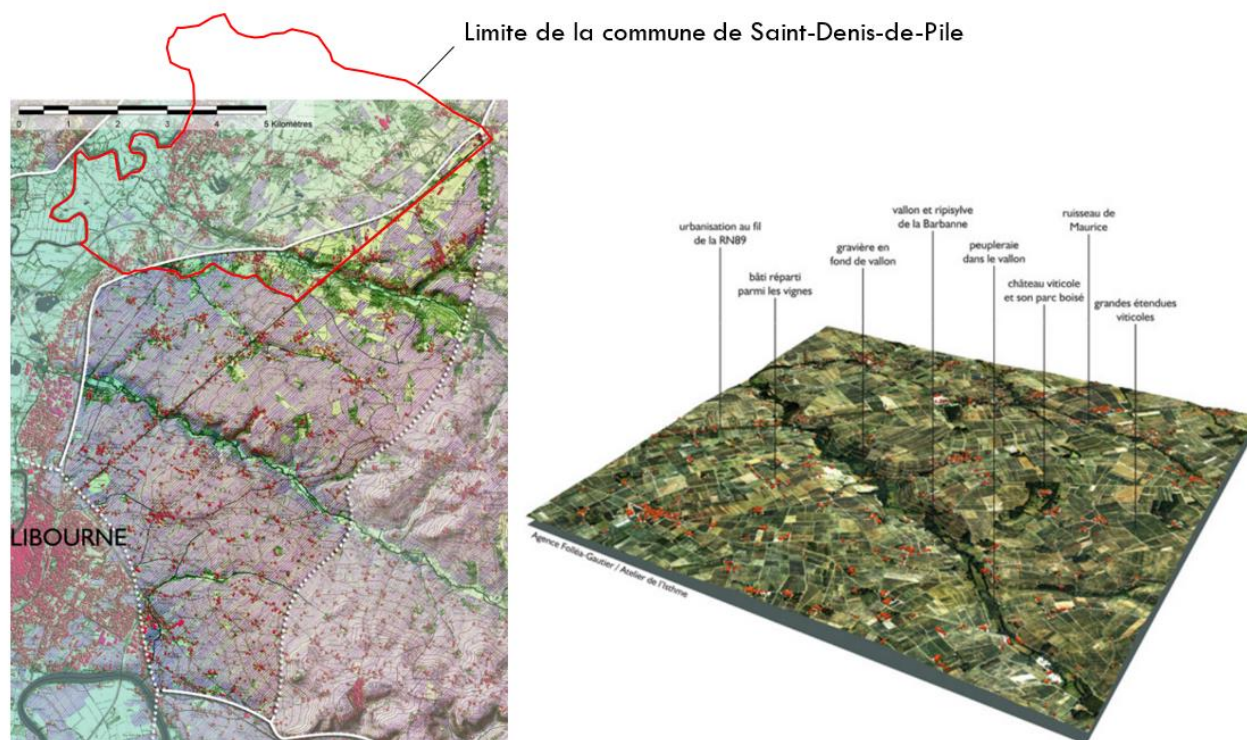 Limite de la commune de Saint-Denis-de-Pile
0 1 2 3 4 5 Kilomètres
LIBOURNE
urbanisation au fil
de la RN89
bâti réparti
parmi les vignes
gravière en
fond de vallon
vallon et ripisylve
de la Barbanne
peupleraie
dans le vallon
château viticole
et son parc boisé
ruisseau de
Maurice
grandes étendues
viticoles
Agence Folléa-Gautier / Atelier de l'Isthme